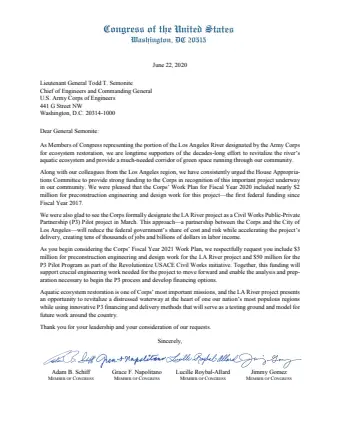 Congress of the United States
Washington, DC 20515
June 22, 2020
Lieutenant General Todd T. Semonite
Chief of Engineers and Commanding General
U.S. Army Corps of Engineers
441 G Street NW
Washington, D.C. 20314-1000
Dear General Semonite:
As Members of Congress representing the portion of the Los Angeles River designated by the Army Corps
for ecosystem restoration, we are longtime supporters of the decades-long effort to revitalize the river's
aquatic ecosystem and provide a much-needed corridor of green space running through our community.
Along with our colleagues from the Los Angeles region, we have consistently urged the House Appropria-
tions Committee to provide strong funding to the Corps in recognition of this important project underway
in our community. We were pleased that the Corps' Work Plan for Fiscal Year 2020 included nearly $2
million for preconstruction engineering and design work for this project—the first federal funding since
Fiscal Year 2017.
We were also glad to see the Corps formally designate the LA River project as a Civil Works Public-Private
Partnership (P3) Pilot project in March. This approach—a partnership between the Corps and the City of
Los Angeles—will reduce the federal government's share of cost and risk while accelerating the project's
delivery, creating tens of thousands of jobs and billions of dollars in labor income.
As you begin considering the Corps' Fiscal Year 2021 Work Plan, we respectfully request you include $3
million for preconstruction engineering and design work for the LA River project and $50 million for the
P3 Pilot Program as part of the Revolutionize USACE Civil Works initiative. Together, this funding will
support crucial engineering work needed for the project to move forward and enable the analysis and prep-
aration necessary to begin the P3 process and develop financing options.
Aquatic ecosystem restoration is one of Corps' most important missions, and the LA River project presents
an opportunity to revitalize a distressed waterway at the heart of one our nation's most populous regions
while using innovative P3 financing and delivery methods that will serve as a testing ground and model for
future work around the country.
Thank you for your leadership and your consideration of our requests.
Sincerely,
Adam B. Schiff Grace F. Napolitano Lucille Roybal-Allard Jimmy Gomez
Member of Congress Member of Congress Member of Congress Member of Congress